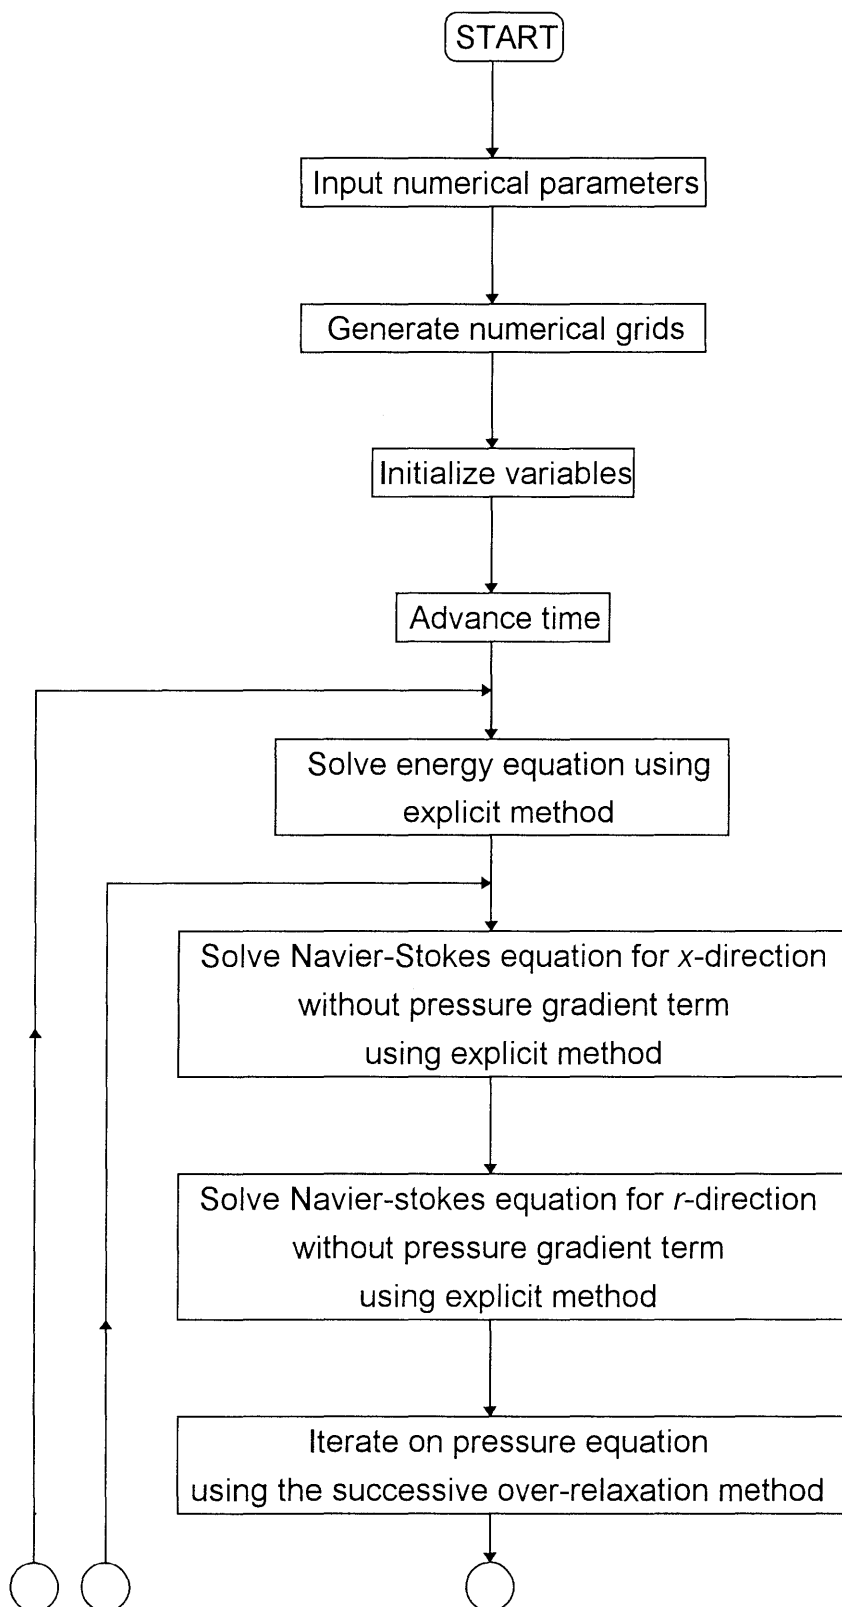 START
Input numerical parameters
Generate numerical grids
Initialize variables
Advance time
Solve energy equation using
explicit method
Solve Navier-Stokes equation for x-direction
without pressure gradient term
using explicit method
Solve Navier-stokes equation for r-direction
without pressure gradient term
using explicit method
Iterate on pressure equation
using the successive over-relaxation method